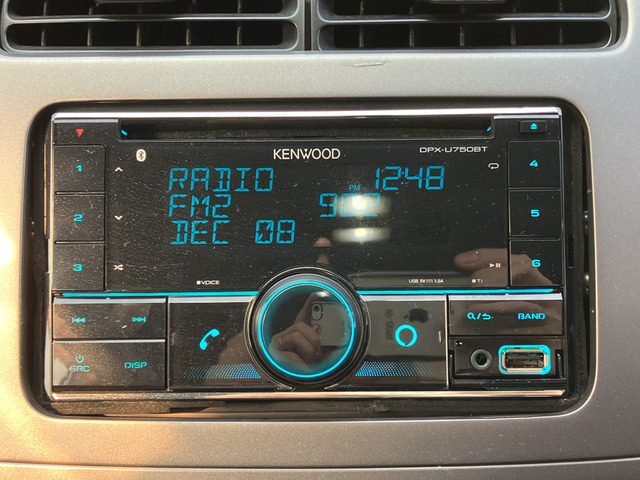 KENWOOD
DPX-U750BT
RADIO PM 12:48
FM2
DEC 08
1
2
3
4
5
6
VOICE
USB 5V 1.5A
TI
SRC
DISP
Q/
BAND